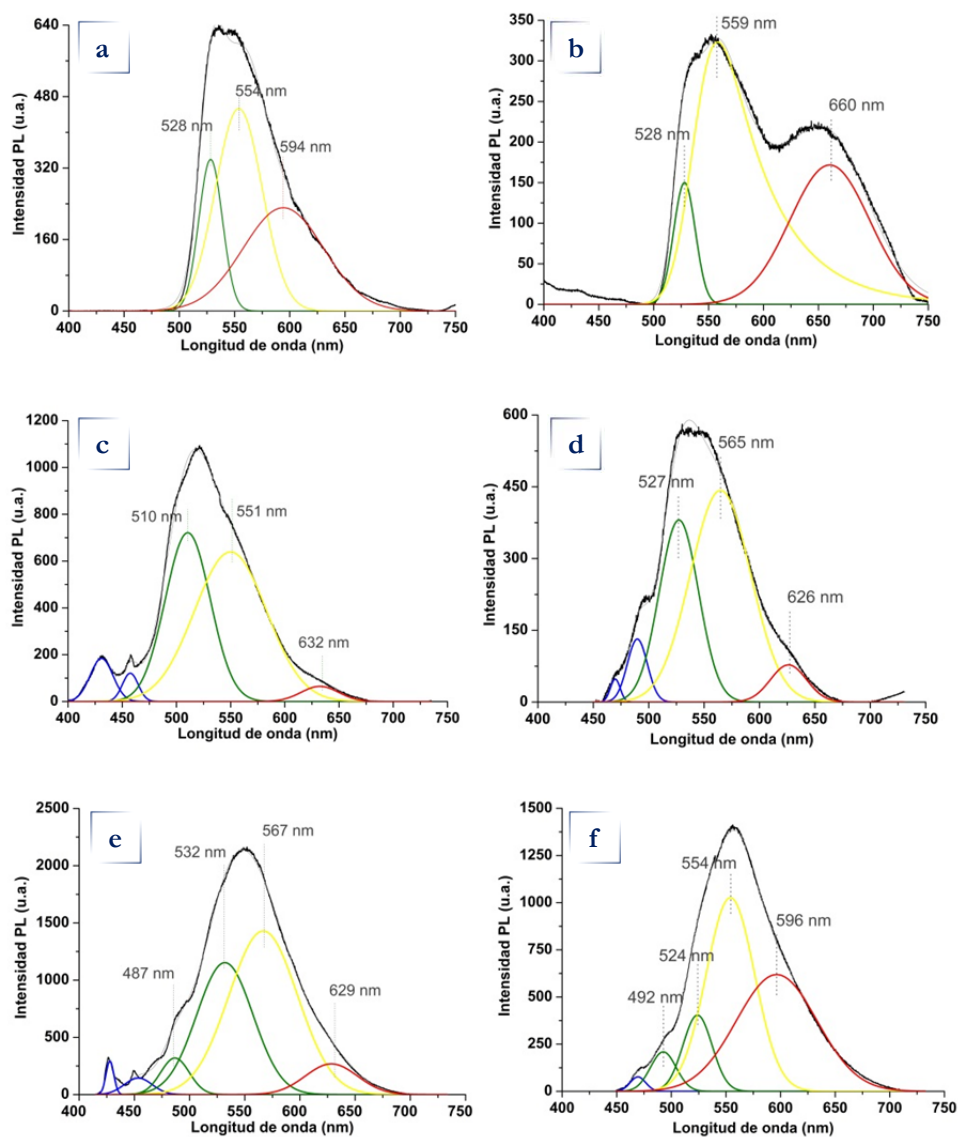 a
Intensidad PL (u.a.)
640
480
320
160
0
528 nm
554 nm
594 nm
400 450 500 550 600 650 700 750
Longitud de onda (nm)
b
Intensidad PL (u.a.)
350
300
250
200
150
100
50
0
528 nm
559 nm
660 nm
400 450 500 550 600 650 700 750
Longitud de onda (nm)
c
Intensidad PL (u.a.)
1200
1000
800
600
400
200
0
510 nm
551 nm
632 nm
400 450 500 550 600 650 700 750
Longitud de onda (nm)
d
Intensidad PL (u.a.)
600
450
300
150
0
527 nm
565 nm
626 nm
400 450 500 550 600 650 700 750
Longitud de onda (nm)
e
Intensidad PL (u.a.)
2500
2000
1500
1000
500
0
487 nm
532 nm
567 nm
629 nm
400 450 500 550 600 650 700 750
Longitud de onda (nm)
f
Intensidad PL (u.a.)
1500
1250
1000
750
500
250
0
492 nm
524 nm
554 nm
596 nm
400 450 500 550 600 650 700 750
Longitud de onda (nm)